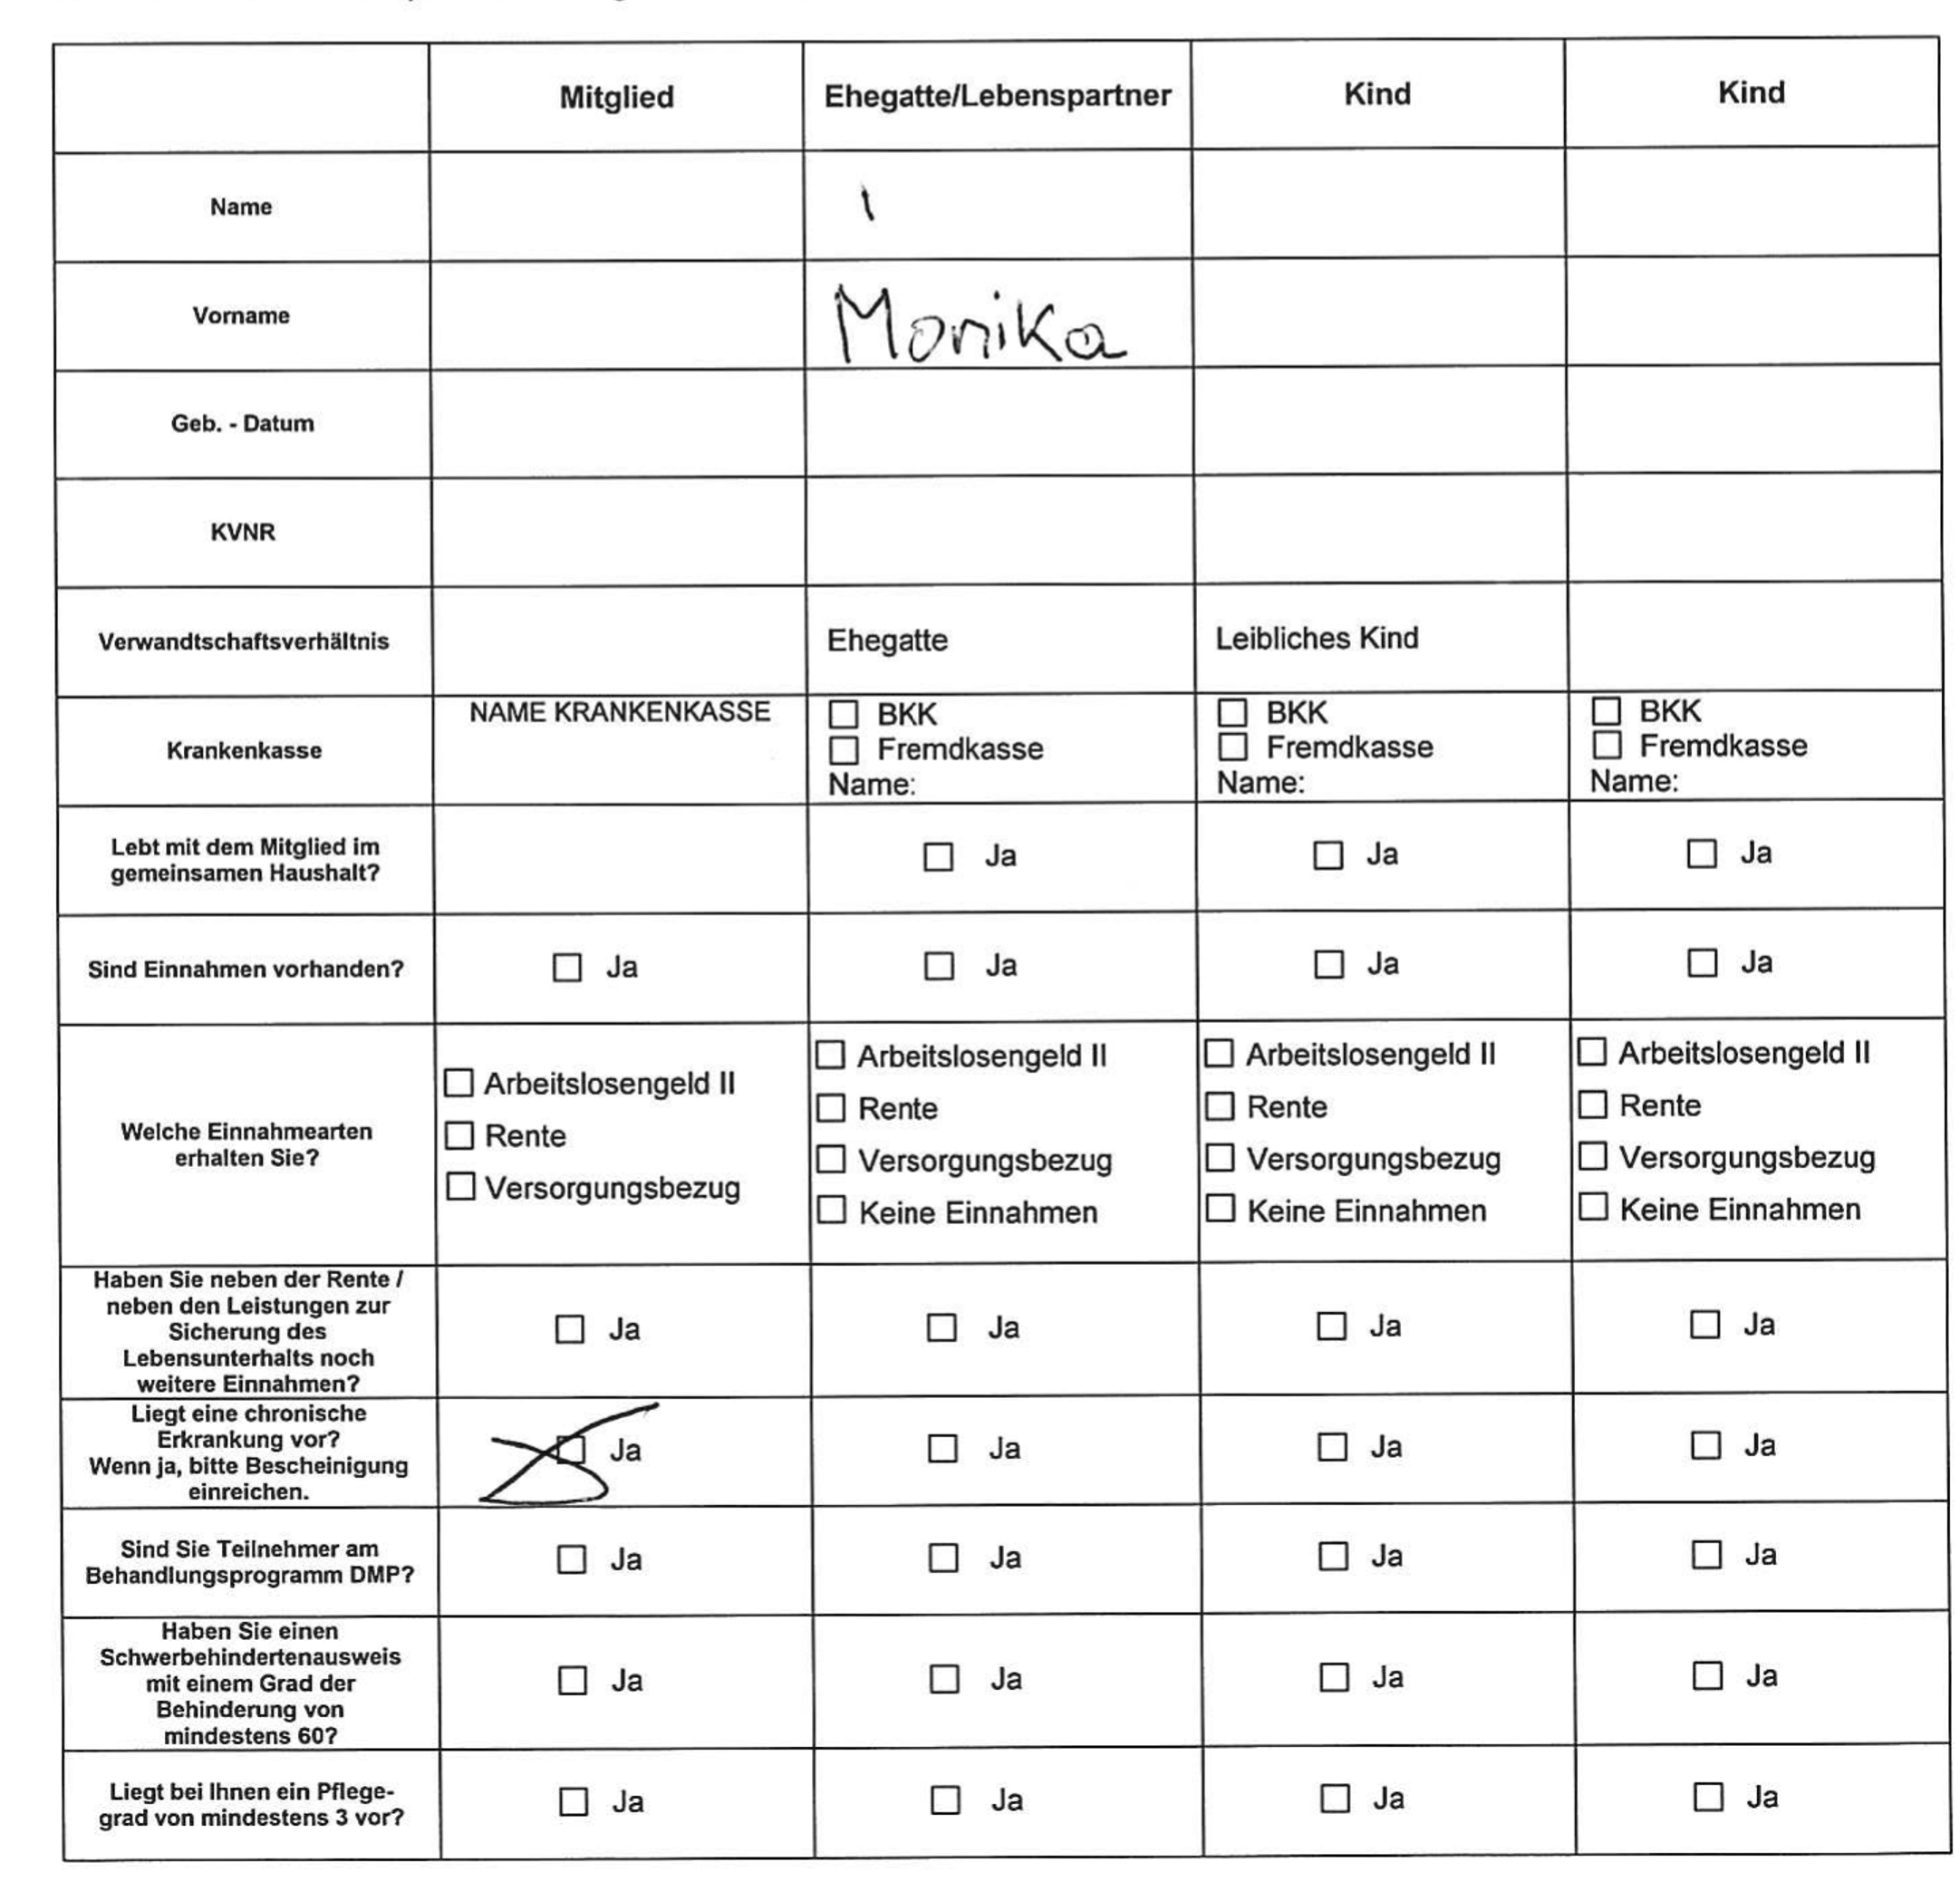 Mitglied Ehegatte/Lebenspartner Kind Kind
Name
Vorname Monika
Geb. - Datum
KVNR
Verwandtschaftsverhältnis Ehegatte Leibliches Kind
Krankenkasse
NAME KRANKENKASSE
BKK
Fremdkasse
Name:
BKK
Fremdkasse
Name:
BKK
Fremdkasse
Name:
Lebt mit dem Mitglied im
gemeinsamen Haushalt?
Ja Ja Ja
Sind Einnahmen vorhanden? Ja Ja Ja Ja
Welche Einnahmearten
erhalten Sie?
Arbeitslosengeld II
Rente
Versorgungsbezug
Arbeitslosengeld II
Rente
Versorgungsbezug
Keine Einnahmen
Arbeitslosengeld II
Rente
Versorgungsbezug
Keine Einnahmen
Arbeitslosengeld II
Rente
Versorgungsbezug
Keine Einnahmen
Haben Sie neben der Rente /
neben den Leistungen zur
Sicherung des
Lebensunterhalts noch
weitere Einnahmen?
Ja Ja Ja Ja
Liegt eine chronische
Erkrankung vor?
Wenn ja, bitte Bescheinigung
einreichen.
Ja Ja Ja Ja
Sind Sie Teilnehmer am
Behandlungsprogramm DMP?
Ja Ja Ja Ja
Haben Sie einen
Schwerbehindertenausweis
mit einem Grad der
Behinderung von
mindestens 60?
Ja Ja Ja Ja
Liegt bei Ihnen ein Pflege-
grad von mindestens 3 vor?
Ja Ja Ja Ja